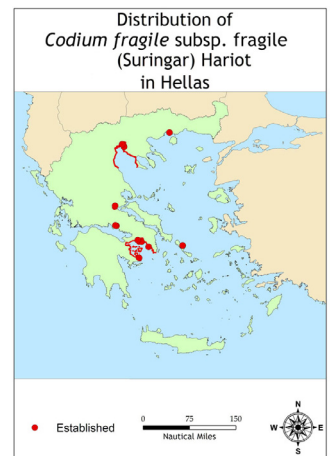 Distribution of
Codium fragile subsp. fragile
(Suringar) Hariot
in Hellas
N
W E
S
Established
0 75 150
Nautical Miles